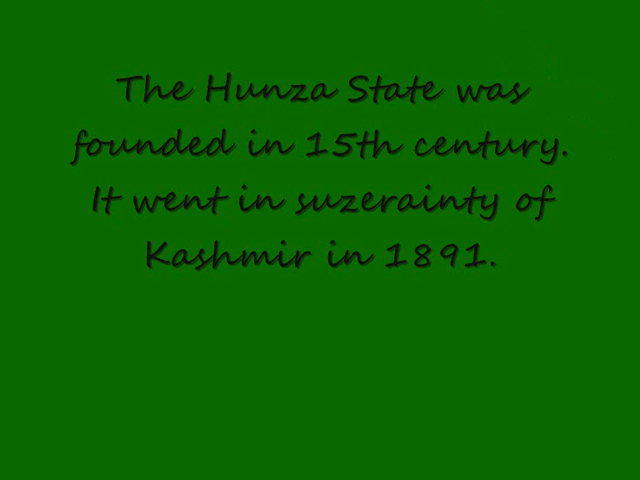 The Hunza State was
founded in 15th century.
It went in suzerainty of
Kashmir in 1891.